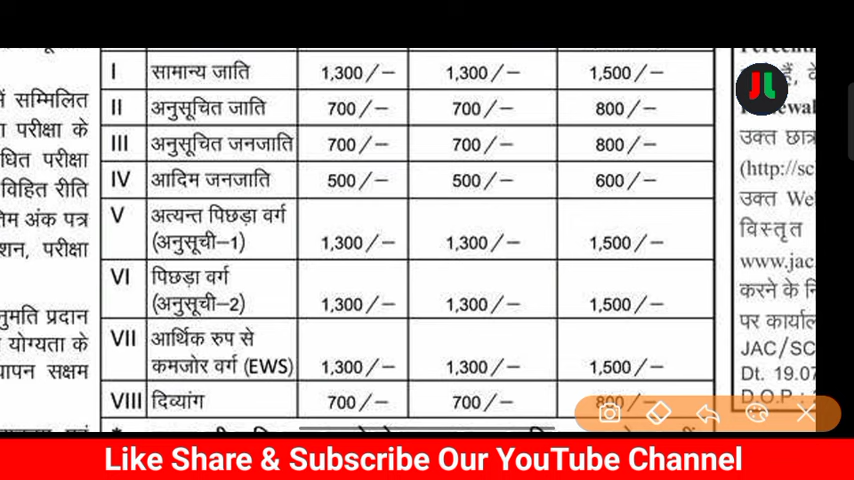 में सम्मिलित
परीक्षा के
परीक्षा
विहित रीति
अंक पत्र
परीक्षा
प्रदान
योग्यता के
सक्षम
I सामान्य जाति 1,300/– 1,300/– 1,500/–
II अनुसूचित जाति 700/– 700/– 800/–
III अनुसूचित जनजाति 700/– 700/– 800/–
IV आदिम जनजाति 500/– 500/– 600/–
V अत्यन्त पिछड़ा वर्ग
(अनुसूची–1) 1,300/– 1,300/– 1,500/–
VI पिछड़ा वर्ग
(अनुसूची–2) 1,300/– 1,300/– 1,500/–
VII आर्थिक रुप से
कमजोर वर्ग (EWS) 1,300/– 1,300/– 1,500/–
VIII दिव्यांग 700/– 700/– 800/–
JL
उक्त छात्र
(http://sc
उक्त We
विस्तृत
www.jac
करने के
पर
JAC/SC
Dt. 19.07
D.O.P :
Like Share & Subscribe Our YouTube Channel